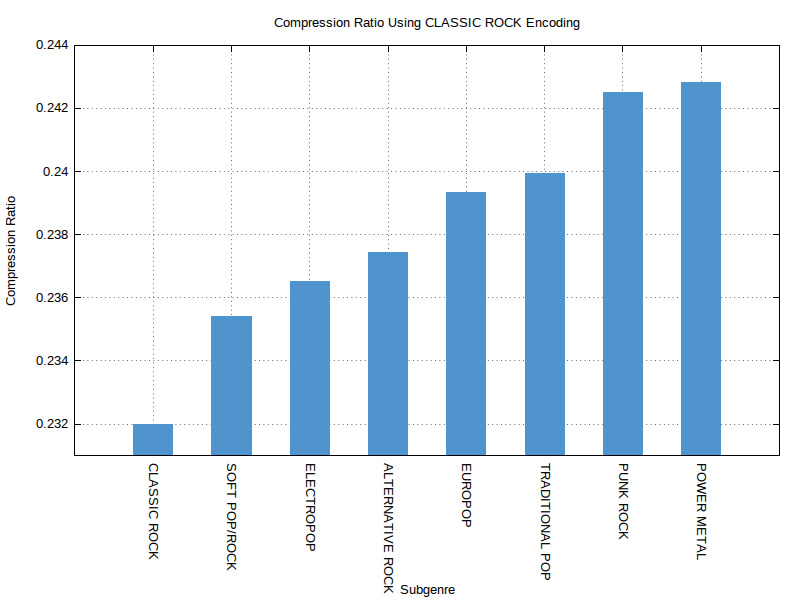 Compression Ratio Using CLASSIC ROCK Encoding
0.244
0.242
0.24
0.238
0.236
0.234
0.232
Compression Ratio
CLASSIC ROCK
SOFT POP/ROCK
ELECTROPOP
ALTERNATIVE ROCK
EUROPOP
TRADITIONAL POP
PUNK ROCK
POWER METAL
Subgenre